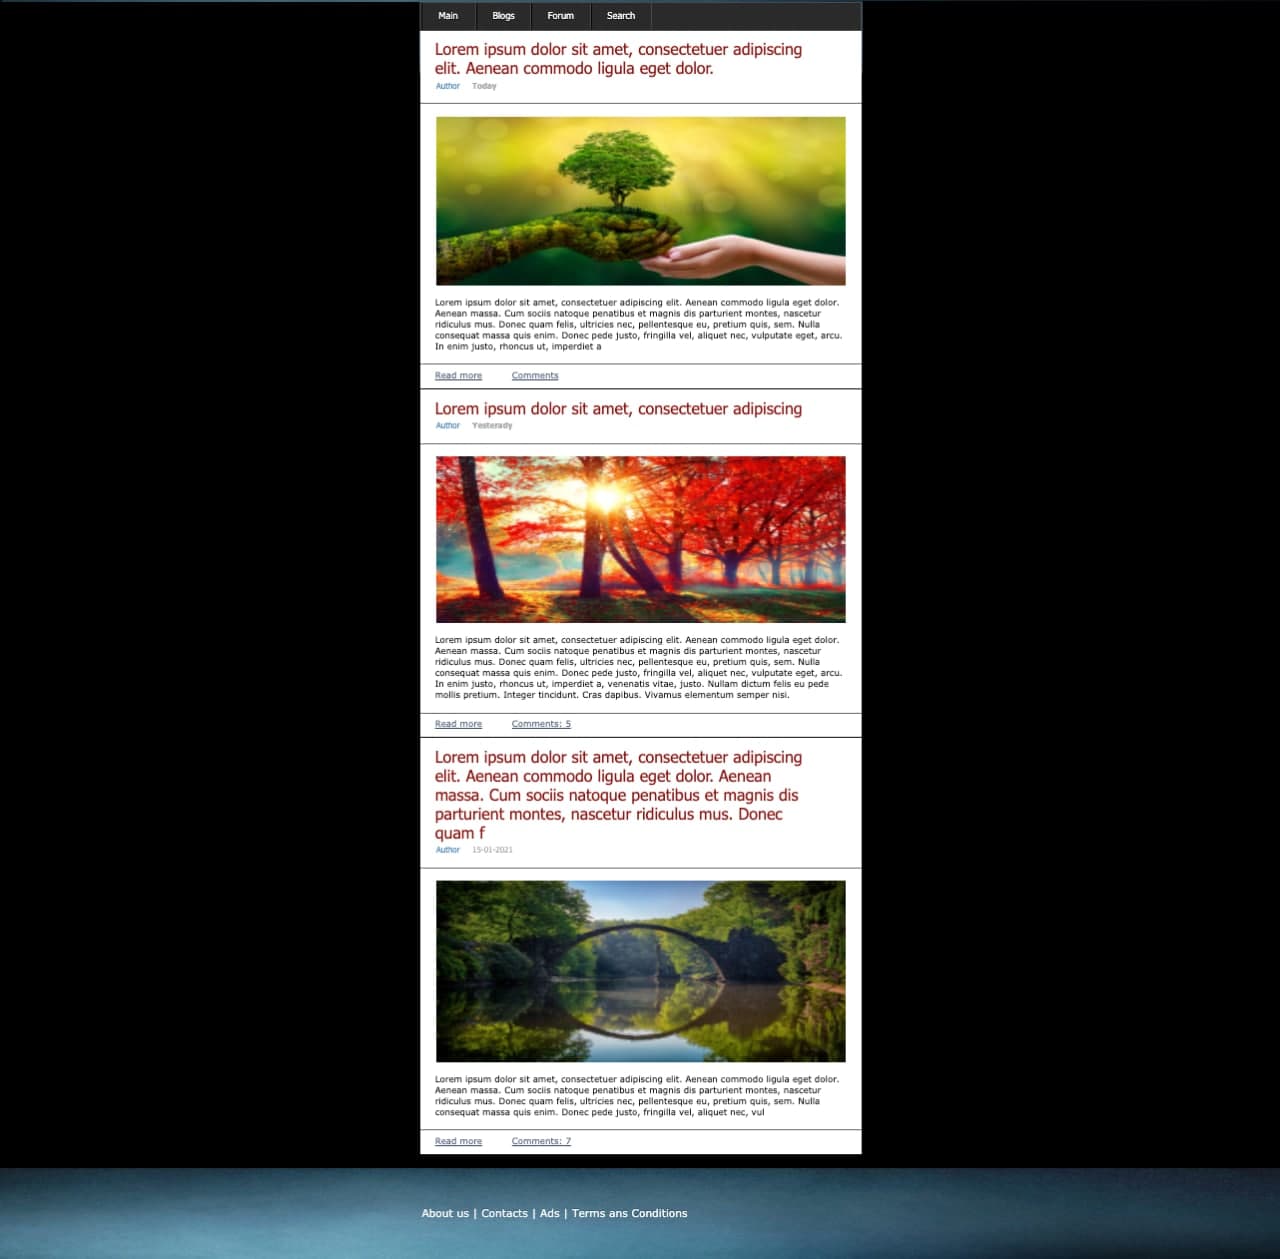 Main Blogs Forum Search
Lorem ipsum dolor sit amet, consectetuer adipiscing
elit. Aenean commodo ligula eget dolor.
Author Today
Lorem ipsum dolor sit amet, consectetuer adipiscing elit. Aenean commodo ligula eget dolor.
Aenean massa. Cum sociis natoque penatibus et magnis dis parturient montes, nascetur
ridiculus mus. Donec quam felis, ultricies nec, pellentesque eu, pretium quis, sem. Nulla
consequat massa quis enim. Donec pede justo, fringilla vel, aliquet nec, vulputate eget, arcu.
In enim justo, rhoncus ut, imperdiet a
Read more Comments
Lorem ipsum dolor sit amet, consectetuer adipiscing
Author Yesterady
Lorem ipsum dolor sit amet, consectetuer adipiscing elit. Aenean commodo ligula eget dolor.
Aenean massa. Cum sociis natoque penatibus et magnis dis parturient montes, nascetur
ridiculus mus. Donec quam felis, ultricies nec, pellentesque eu, pretium quis, sem. Nulla
consequat massa quis enim. Donec pede justo, fringilla vel, aliquet nec, vulputate eget, arcu.
In enim justo, rhoncus ut, imperdiet a, venenatis vitae, justo. Nullam dictum felis eu pede
mollis pretium. Integer tincidunt. Cras dapibus. Vivamus elementum semper nisi.
Read more Comments: 5
Lorem ipsum dolor sit amet, consectetuer adipiscing
elit. Aenean commodo ligula eget dolor. Aenean
massa. Cum sociis natoque penatibus et magnis dis
parturient montes, nascetur ridiculus mus. Donec
quam f
Author 15-01-2021
Lorem ipsum dolor sit amet, consectetuer adipiscing elit. Aenean commodo ligula eget dolor.
Aenean massa. Cum sociis natoque penatibus et magnis dis parturient montes, nascetur
ridiculus mus. Donec quam felis, ultricies nec, pellentesque eu, pretium quis, sem. Nulla
consequat massa quis enim. Donec pede justo, fringilla vel, aliquet nec, vul
Read more Comments: 7
About us | Contacts | Ads | Terms ans Conditions